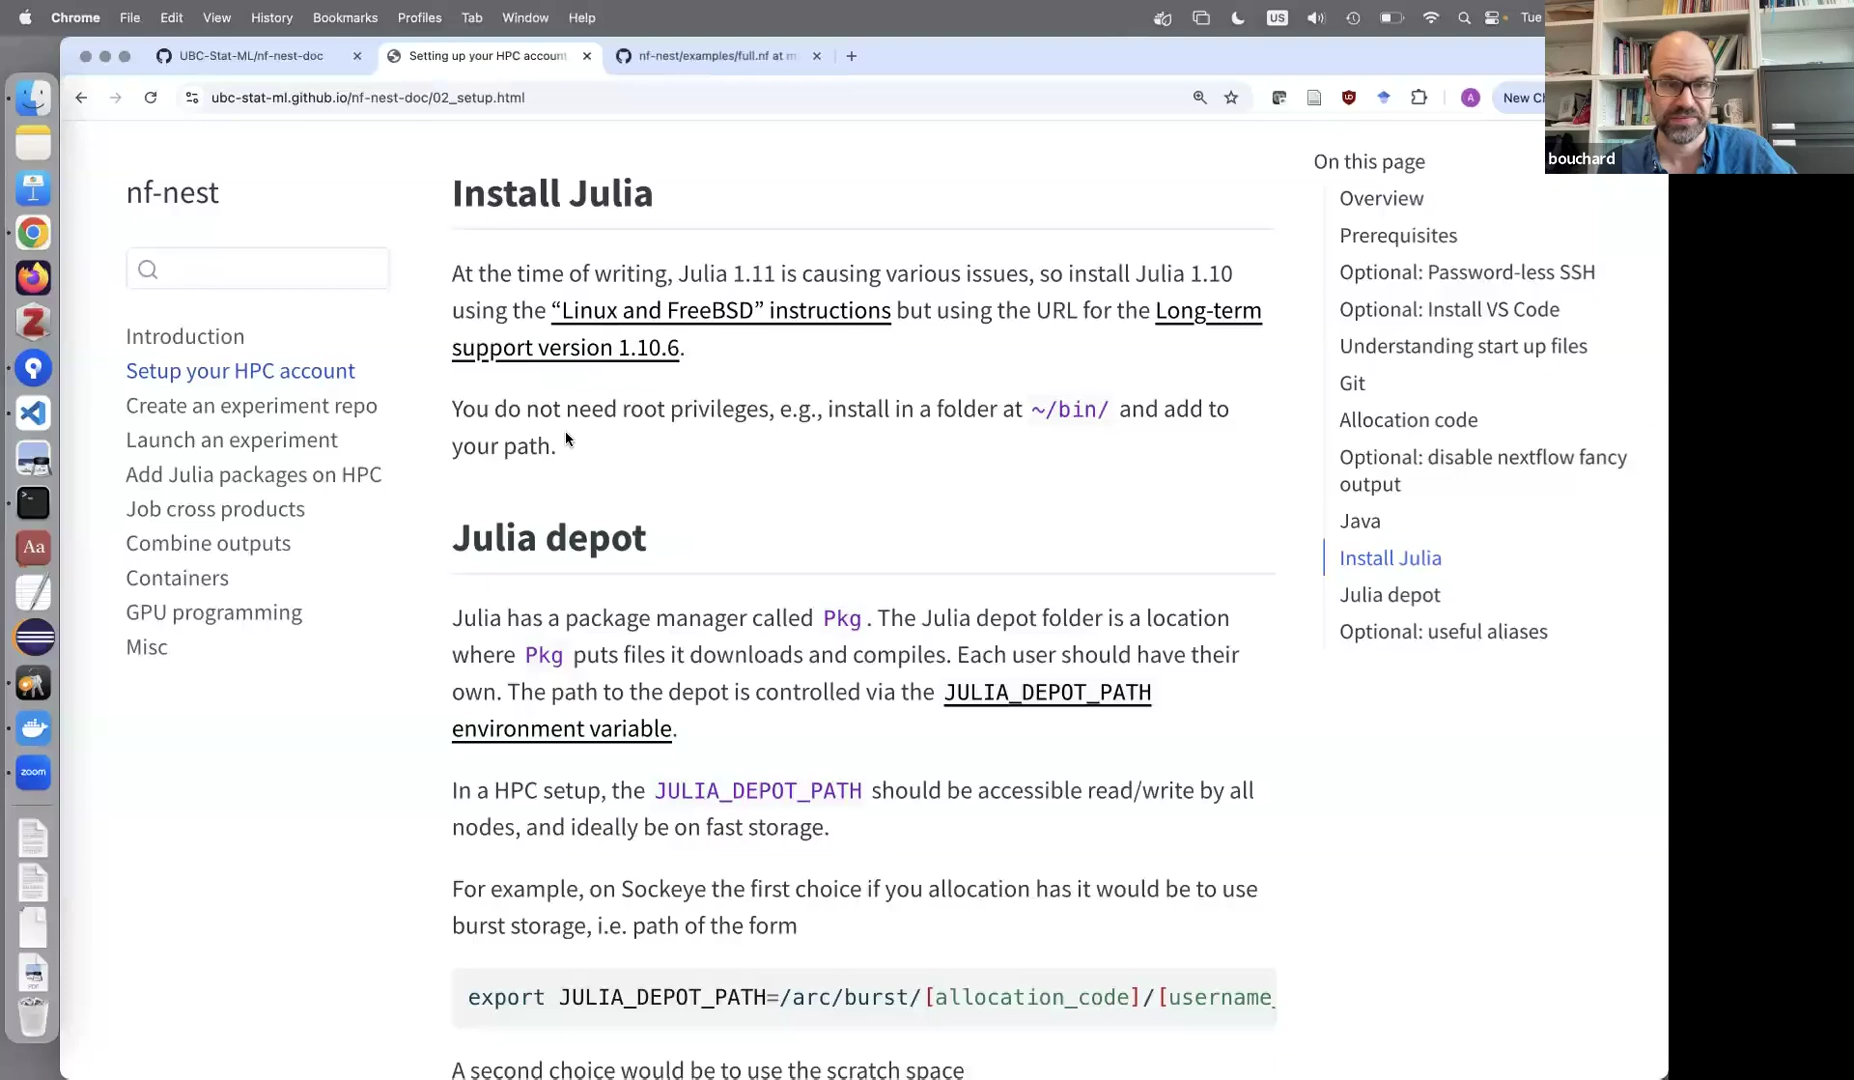 Chrome File Edit View History Bookmarks Profiles Tab Window Help US Tue
UBC-Stat-ML/nf-nest-doc
Setting up your HPC account
nf-nest/examples/full.nf at m
ubc-stat-ml.github.io/nf-nest-doc/02_setup.html
A
New Ch
bouchard
nf-nest
Introduction
Setup your HPC account
Create an experiment repo
Launch an experiment
Add Julia packages on HPC
Job cross products
Combine outputs
Containers
GPU programming
Misc
Install Julia
At the time of writing, Julia 1.11 is causing various issues, so install Julia 1.10
using the “Linux and FreeBSD” instructions but using the URL for the Long-term
support version 1.10.6.
You do not need root privileges, e.g., install in a folder at ~/bin/ and add to
your path.
Julia depot
Julia has a package manager called Pkg. The Julia depot folder is a location
where Pkg puts files it downloads and compiles. Each user should have their
own. The path to the depot is controlled via the JULIA_DEPOT_PATH
environment variable.
In a HPC setup, the JULIA_DEPOT_PATH should be accessible read/write by all
nodes, and ideally be on fast storage.
For example, on Sockeye the first choice if you allocation has it would be to use
burst storage, i.e. path of the form
export JULIA_DEPOT_PATH=/arc/burst/[allocation_code]/[username_
A second choice would be to use the scratch space
On this page
Overview
Prerequisites
Optional: Password-less SSH
Optional: Install VS Code
Understanding start up files
Git
Allocation code
Optional: disable nextflow fancy
output
Java
Install Julia
Julia depot
Optional: useful aliases
Z
Aa
zoom
PDF